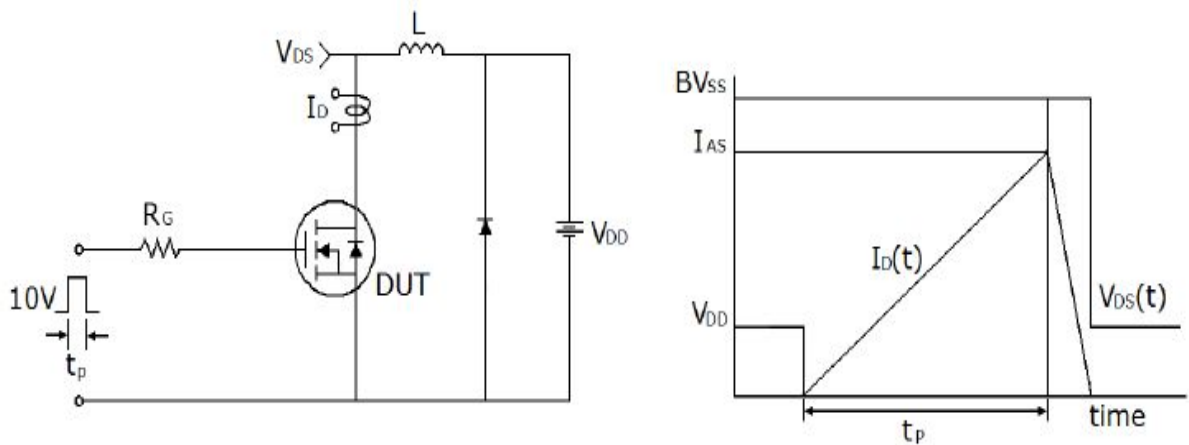 L
VDS
ID
RG
VDD
DUT
10V
tp
BVSS
IAS
ID(t)
VDS(t)
VDD
tp
time